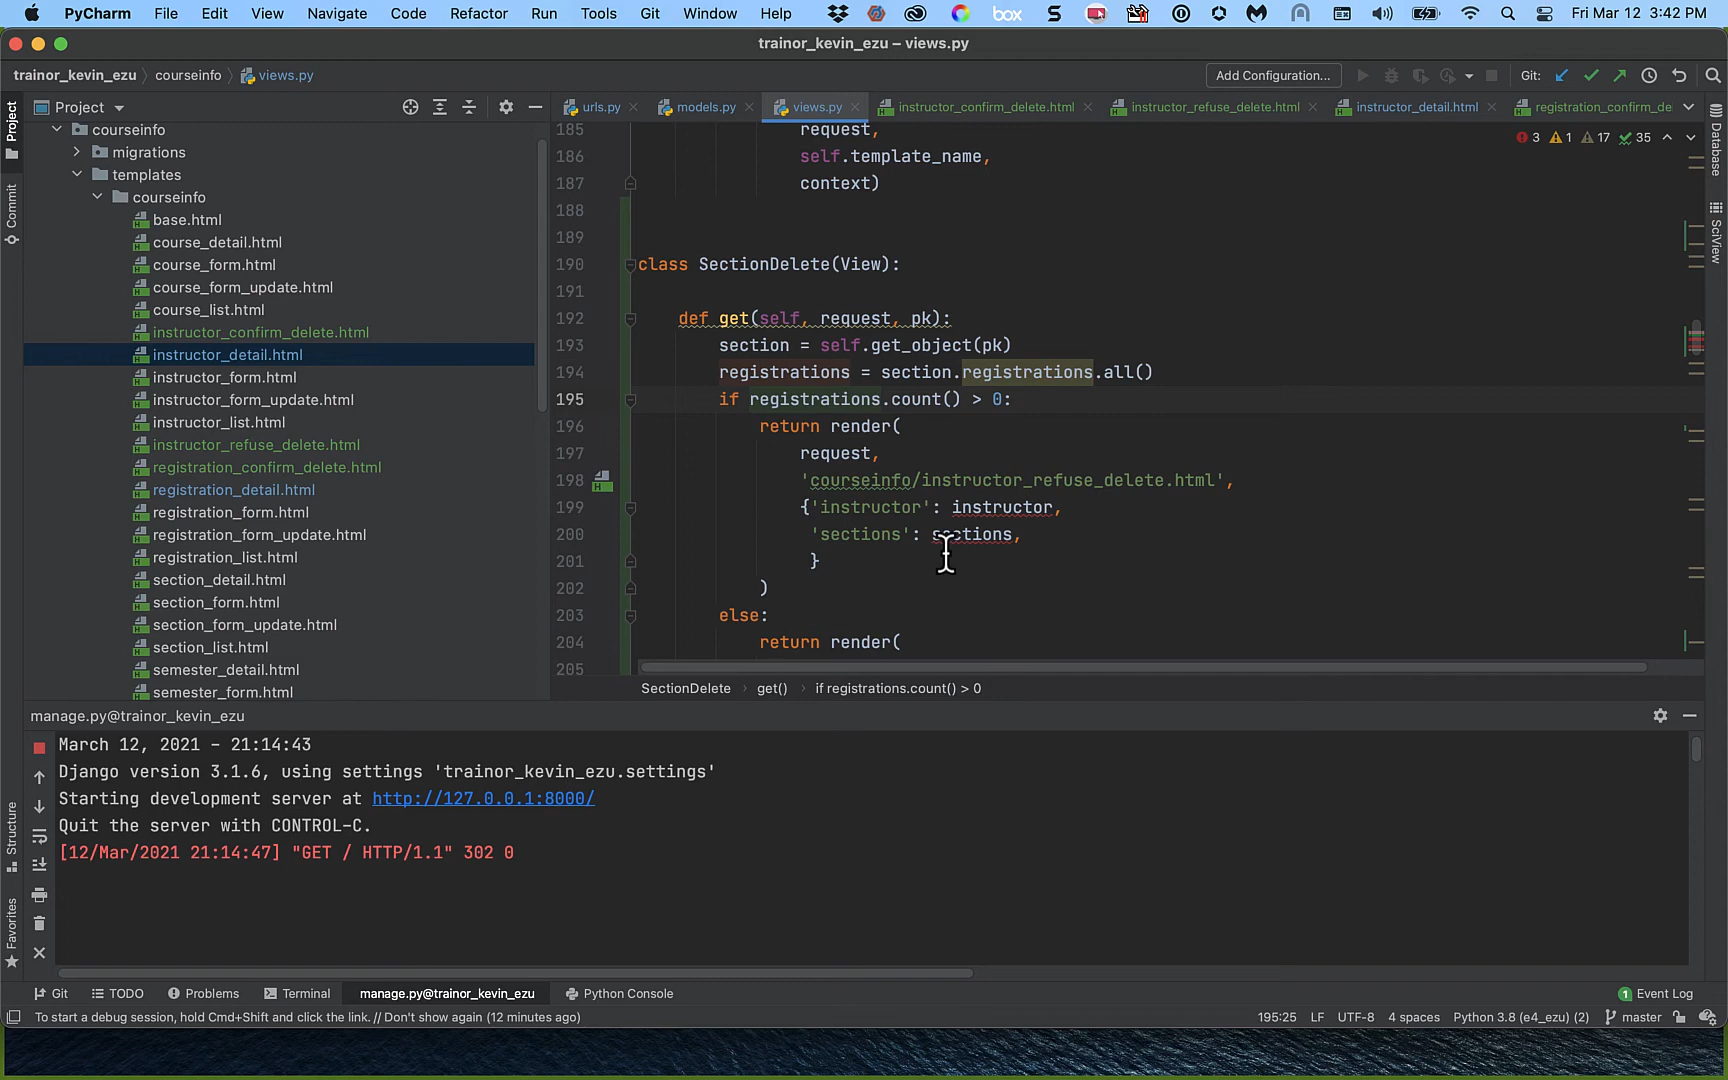 PyCharm File Edit View Navigate Code Refactor Run Tools Git Window Help box Fri Mar 12 3:42 PM
trainor_kevin_ezu – views.py
trainor_kevin_ezu courseinfo views.py Add Configuration... Git:
Project urls.py models.py views.py instructor_confirm_delete.html instructor_refuse_delete.html instructor_detail.html registration_confirm_de
Project
Commit
Structure
Favorites
Database
SciView
courseinfo
migrations
templates
courseinfo
base.html
course_detail.html
course_form.html
course_form_update.html
course_list.html
instructor_confirm_delete.html
instructor_detail.html
instructor_form.html
instructor_form_update.html
instructor_list.html
instructor_refuse_delete.html
registration_confirm_delete.html
registration_detail.html
registration_form.html
registration_form_update.html
registration_list.html
section_detail.html
section_form.html
section_form_update.html
section_list.html
semester_detail.html
semester_form.html
3 1 17 35
185 request,
186 self.template_name,
187 context)
188
189
190 class SectionDelete(View):
191
192 def get(self, request, pk):
193 section = self.get_object(pk)
194 registrations = section.registrations.all()
195 if registrations.count() > 0:
196 return render(
197 request,
198 'courseinfo/instructor_refuse_delete.html',
199 {'instructor': instructor,
200 'sections': sections,
201 }
202 )
203 else:
204 return render(
205
SectionDelete get() if registrations.count() > 0
manage.py@trainor_kevin_ezu
March 12, 2021 - 21:14:43
Django version 3.1.6, using settings 'trainor_kevin_ezu.settings'
Starting development server at http://127.0.0.1:8000/
Quit the server with CONTROL-C.
[12/Mar/2021 21:14:47] "GET / HTTP/1.1" 302 0
Git TODO Problems Terminal manage.py@trainor_kevin_ezu Python Console 1 Event Log
To start a debug session, hold Cmd+Shift and click the link. // Don't show again (12 minutes ago) 195:25 LF UTF-8 4 spaces Python 3.8 (e4_ezu) (2) master